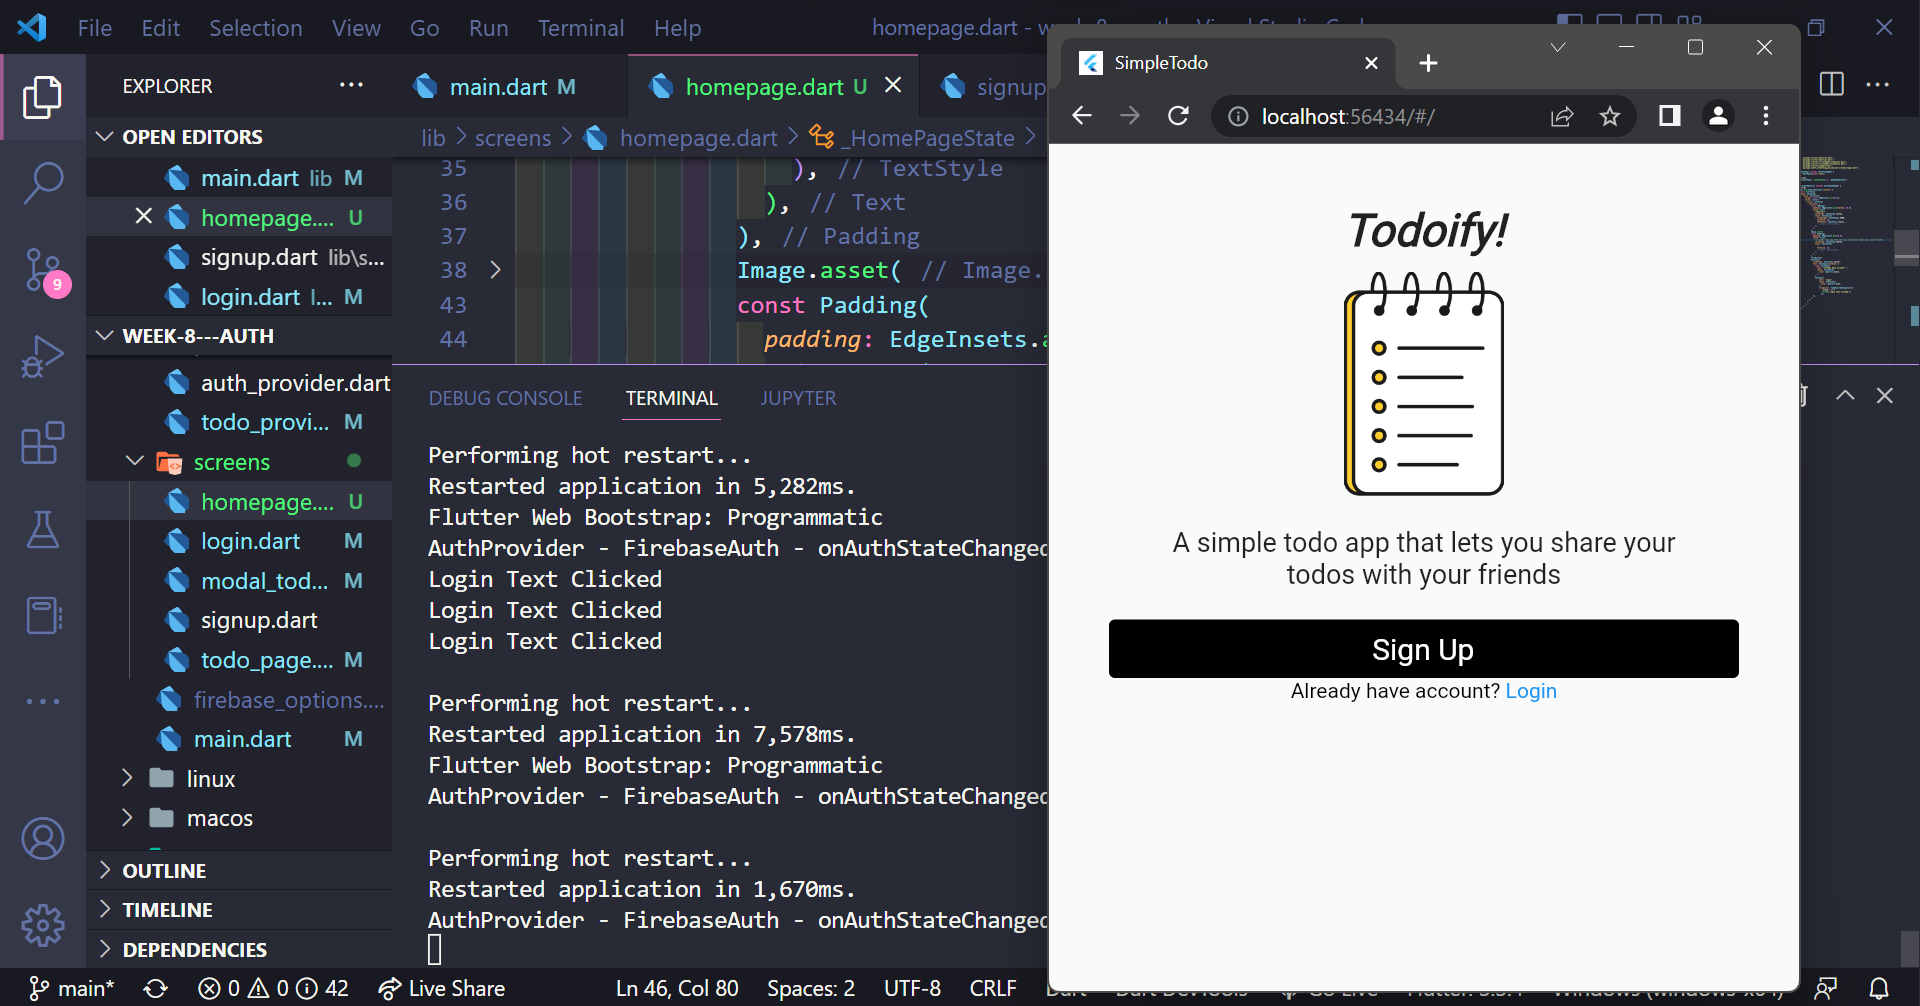 File Edit Selection View Go Run Terminal Help
homepage.dart - w
EXPLORER
OPEN EDITORS
main.dart lib M
homepage.... U
signup.dart lib\s...
login.dart l... M
WEEK-8---AUTH
auth_provider.dart
todo_provi... M
screens
homepage.... U
login.dart M
modal_tod... M
signup.dart
todo_page.... M
firebase_options....
main.dart M
linux
macos
OUTLINE
TIMELINE
DEPENDENCIES
9
main.dart M
homepage.dart U
signup
lib > screens > homepage.dart > _HomePageState >
35 ), // TextStyle
36 ), // Text
37 ), // Padding
38 Image.asset( // Image.
43 const Padding(
44 padding: EdgeInsets.
DEBUG CONSOLE TERMINAL JUPYTER
Performing hot restart...
Restarted application in 5,282ms.
Flutter Web Bootstrap: Programmatic
AuthProvider - FirebaseAuth - onAuthStateChanged
Login Text Clicked
Login Text Clicked
Login Text Clicked
Performing hot restart...
Restarted application in 7,578ms.
Flutter Web Bootstrap: Programmatic
AuthProvider - FirebaseAuth - onAuthStateChanged
Performing hot restart...
Restarted application in 1,670ms.
AuthProvider - FirebaseAuth - onAuthStateChanged
SimpleTodo
localhost:56434/#/
Todoify!
A simple todo app that lets you share your
todos with your friends
Sign Up
Already have account? Login
main* 0 0 42 Live Share Ln 46, Col 80 Spaces: 2 UTF-8 CRLF